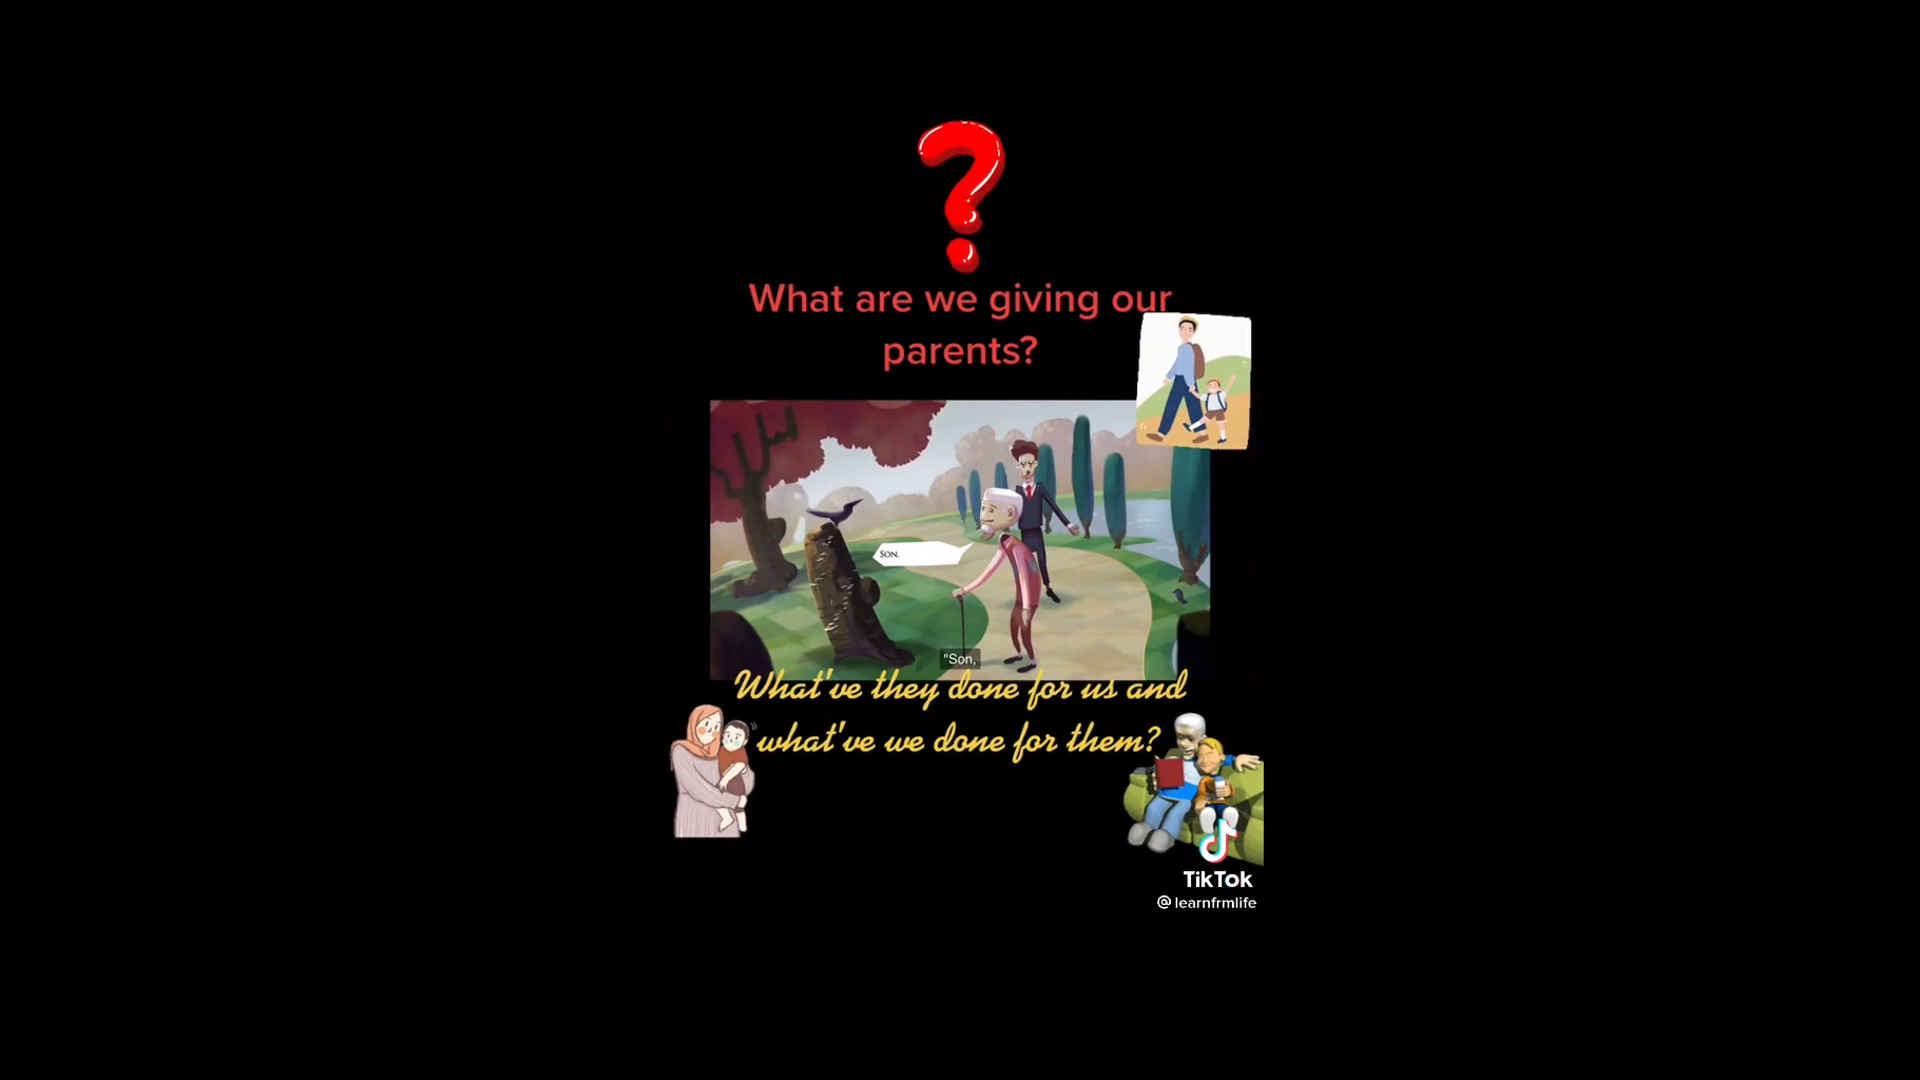 What are we giving our
parents?
SON.
"Son,
What've they done for us and
what've we done for them?
TikTok
@learnfrmlife